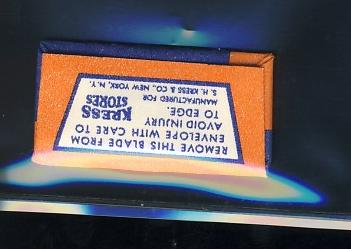 REMOVE THIS BLADE FROM
ENVELOPE WITH CARE TO
AVOID INJURY
TO EDGE.
KRESS
STORES
MANUFACTURED FOR
S. H. KRESS & CO. NEW YORK, N. Y.